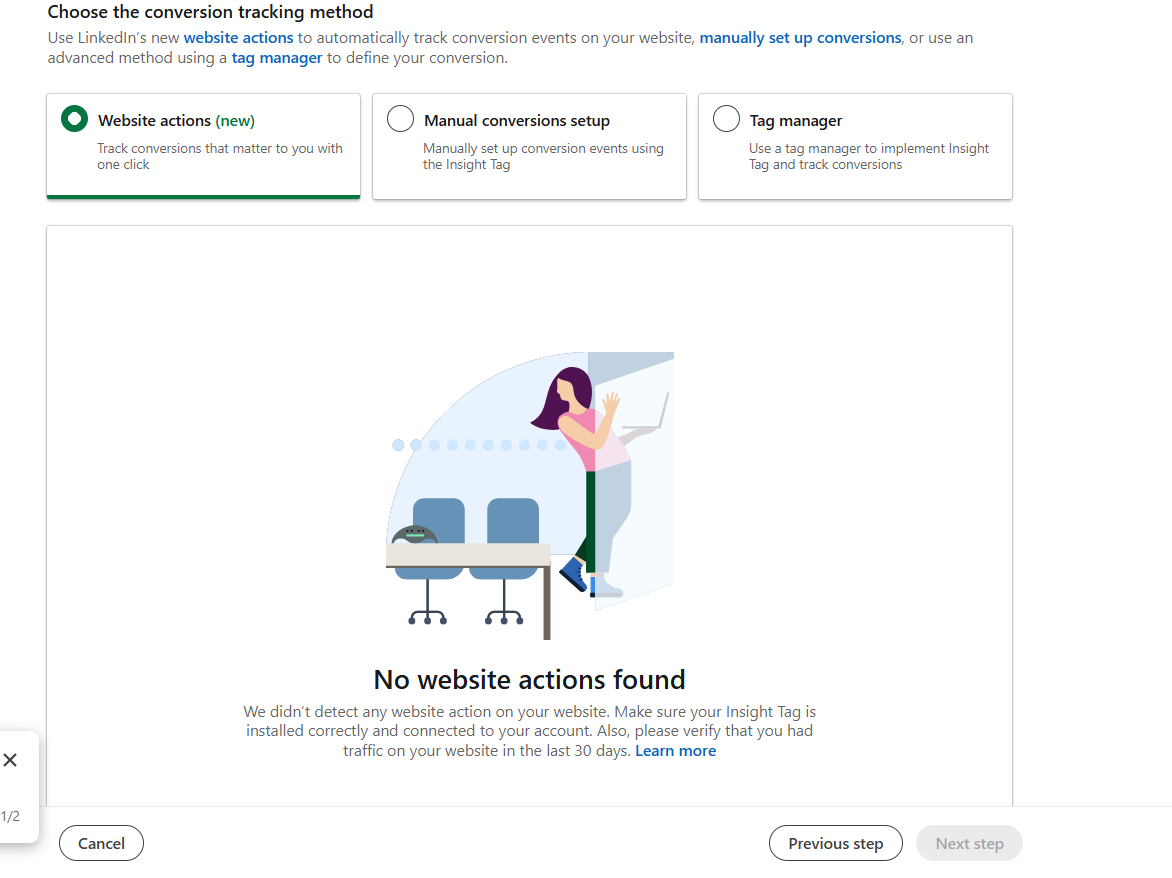 Choose the conversion tracking method
Use LinkedIn's new website actions to automatically track conversion events on your website, manually set up conversions, or use an
advanced method using a tag manager to define your conversion.
Website actions (new)
Track conversions that matter to you with
one click
Manual conversions setup
Manually set up conversion events using
the Insight Tag
Tag manager
Use a tag manager to implement Insight
Tag and track conversions
No website actions found
We didn't detect any website action on your website. Make sure your Insight Tag is
installed correctly and connected to your account. Also, please verify that you had
traffic on your website in the last 30 days. Learn more
1/2
Cancel
Previous step
Next step